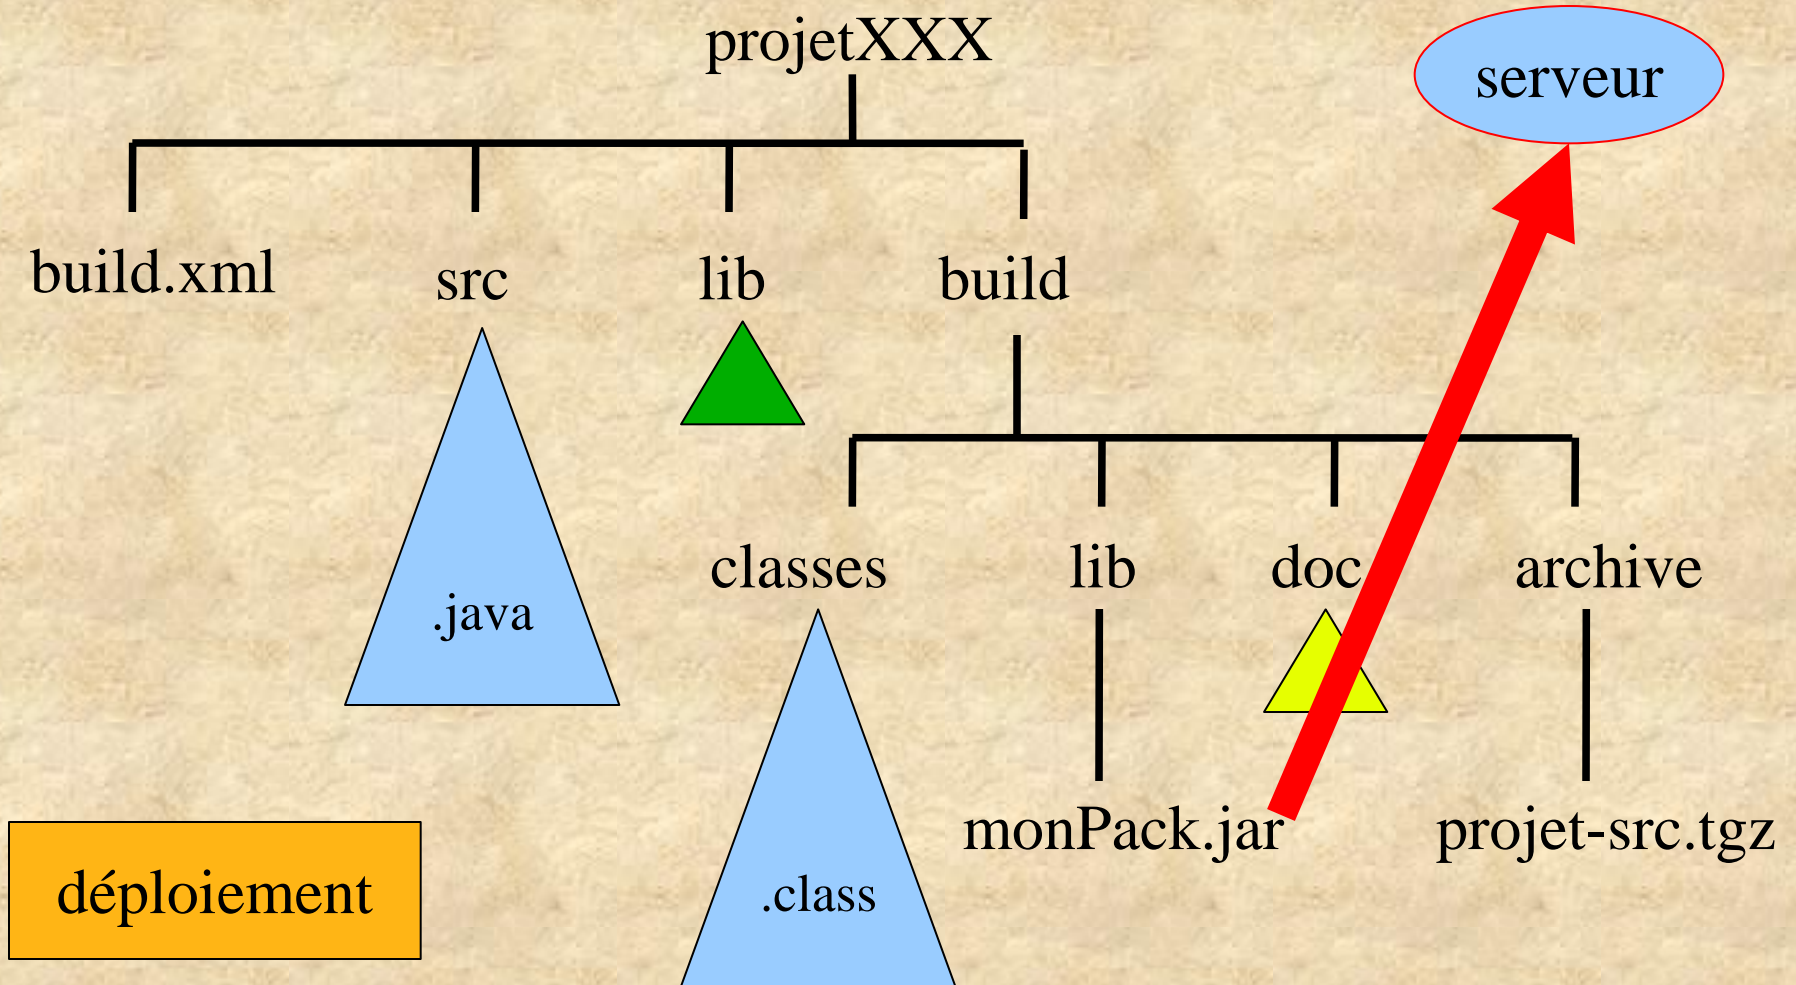 projetXXX
serveur
build.xml
src
lib
build
.java
classes
lib
doc
archive
monPack.jar
projet-src.tgz
déploiement
.class